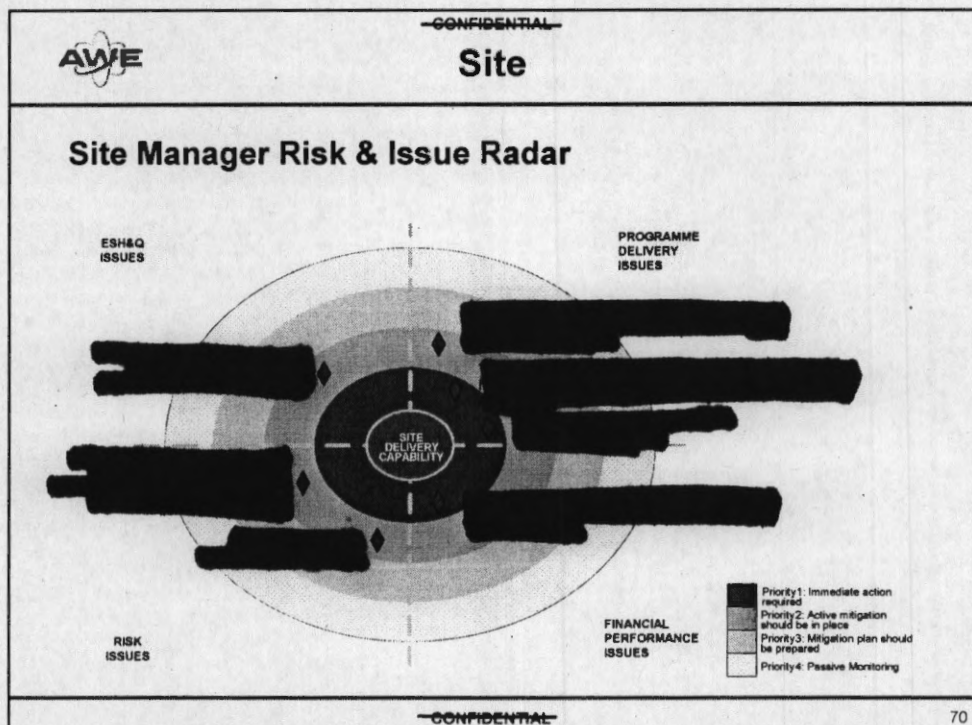 CONFIDENTIAL
AWE
Site
Site Manager Risk & Issue Radar
ESH&Q
ISSUES
PROGRAMME
DELIVERY
ISSUES
SITE
DELIVERY
CAPABILITY
RISK
ISSUES
FINANCIAL
PERFORMANCE
ISSUES
Priority1: Immediate action
required
Priority2: Active mitigation
should be in place
Priority3: Mitigation plan should
be prepared
Priority4: Passive Monitoring
CONFIDENTIAL
70